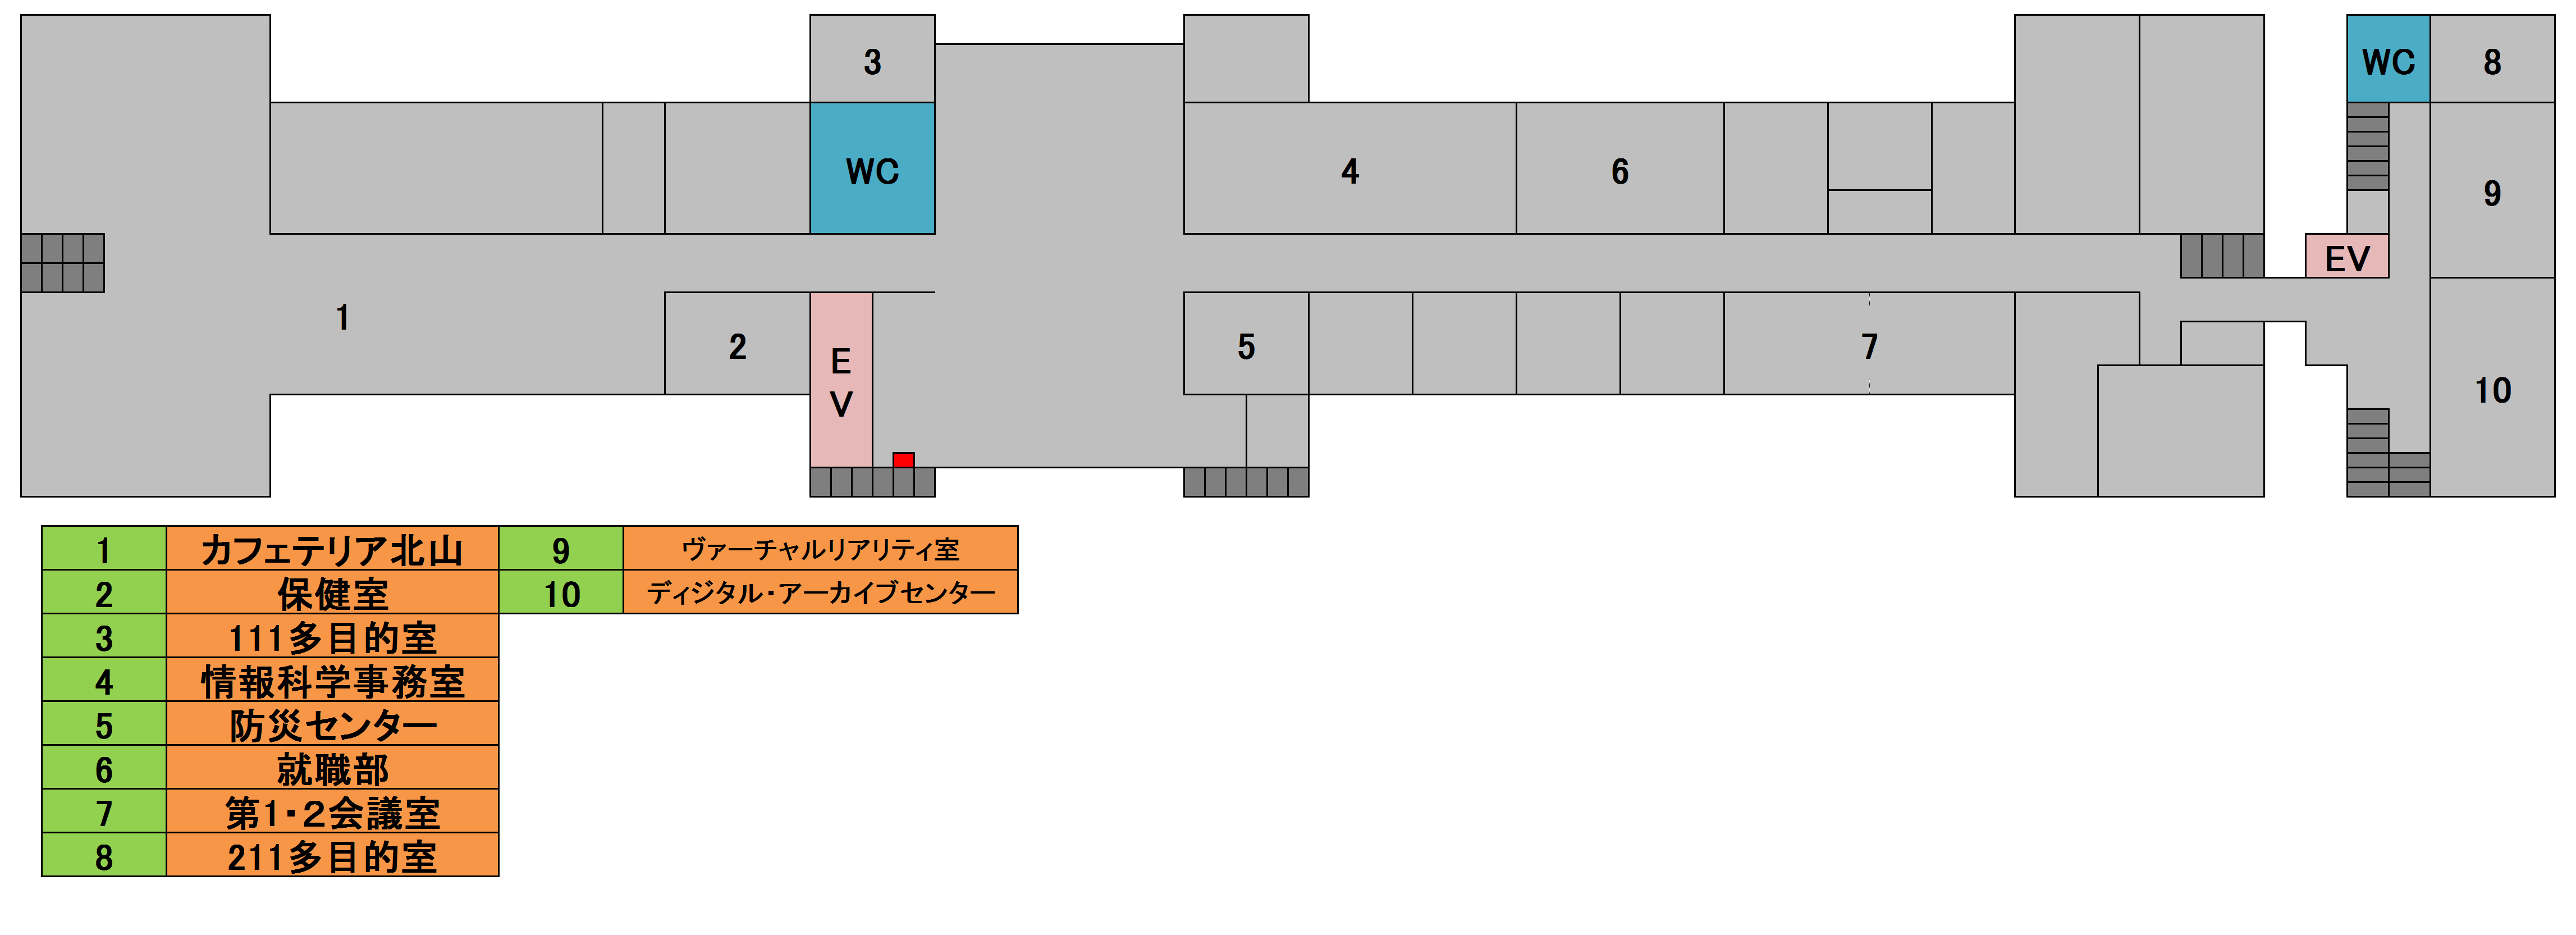 3
WC
8
WC
4
6
9
EV
1
2
E
V
5
7
10
1 カフェテリア北山 9 ヴァーチャルリアリティ室
2 保健室 10 ディジタル・アーカイブセンター
3 111多目的室
4 情報科学事務室
5 防災センター
6 就職部
7 第1・2会議室
8 211多目的室